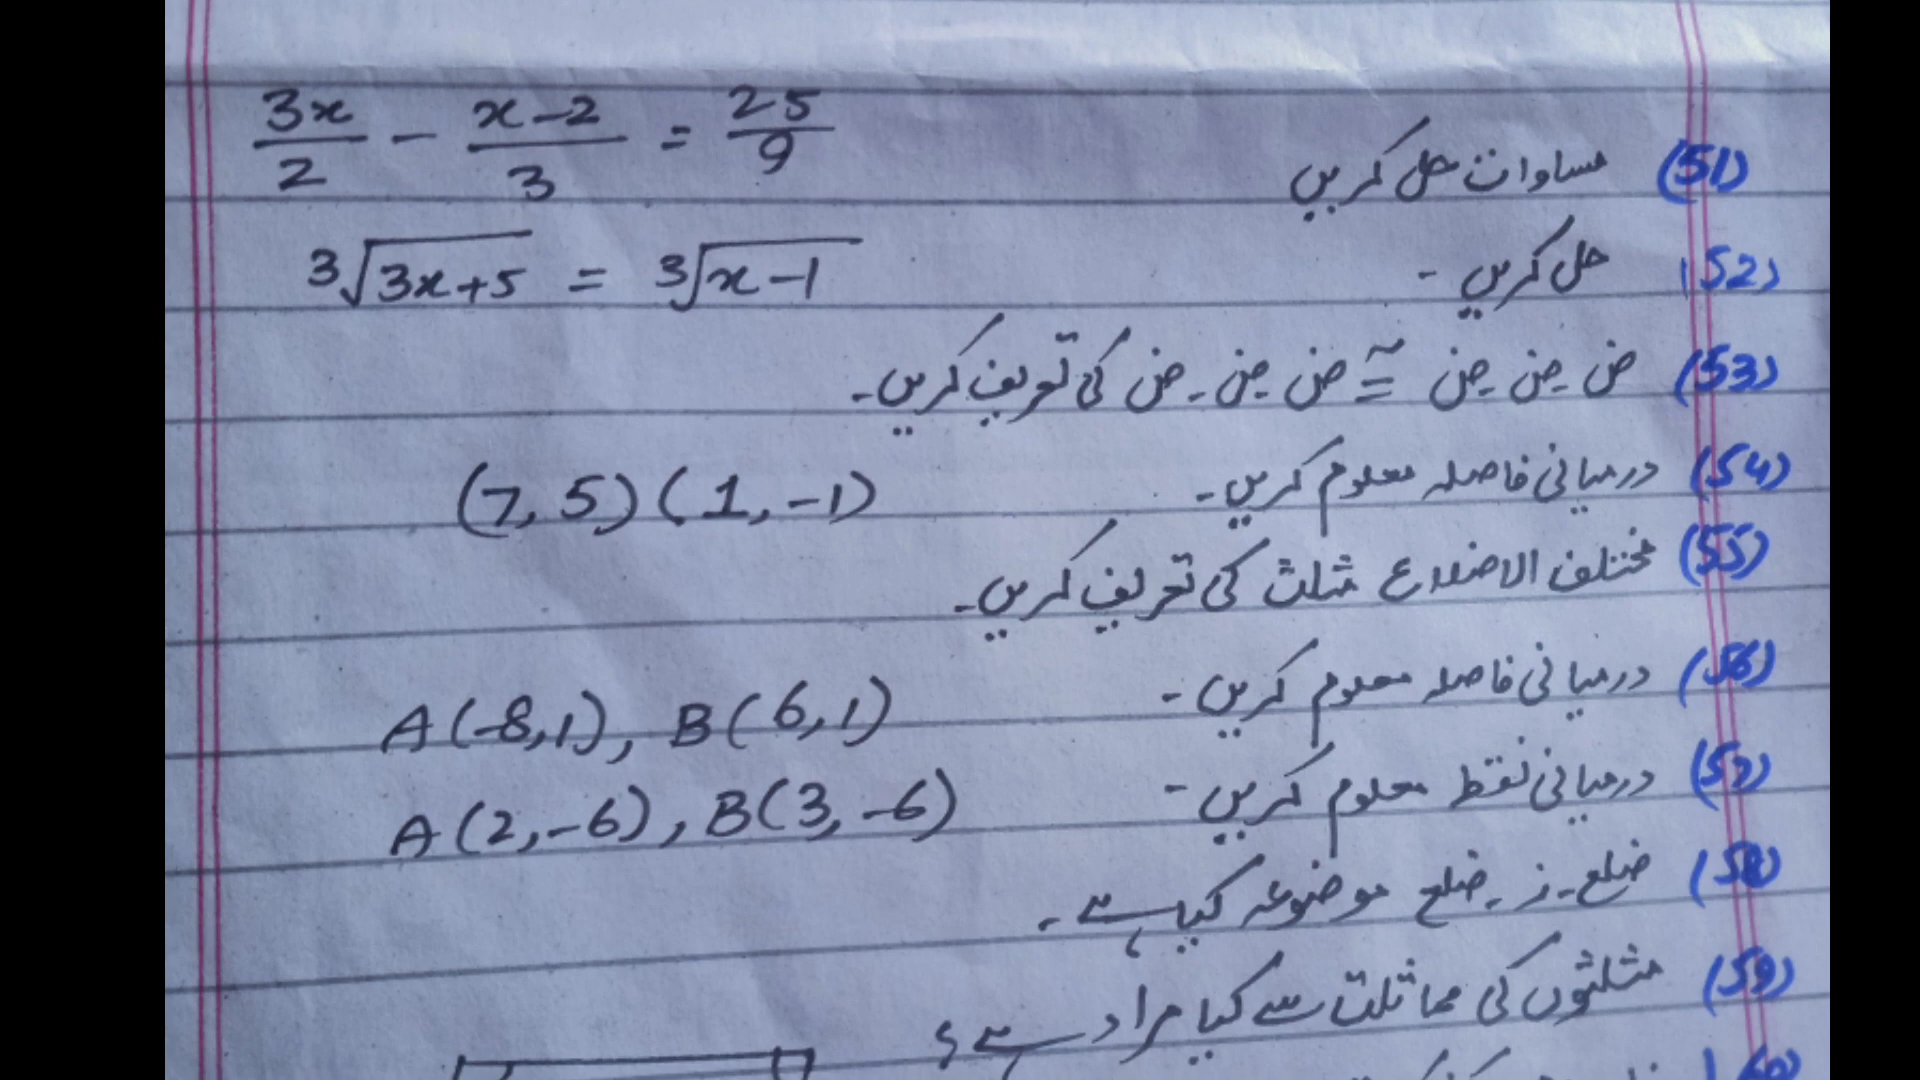 (51) مساوات حل کریں 3x/2 - x-2/3 = 25/9
(52) حل کریں - ³√3x+5 = ³√x-1
(53) ض - ض - ض ≅ ض - ض - ض کی تعریف کریں۔
(54) درمیانی فاصلہ معلوم کریں۔ (7, 5) (1, -1)
(55) مختلف الاضلاع مثلث کی تعریف کریں۔
(56) درمیانی فاصلہ معلوم کریں - A(-8,1), B(6,1)
(57) درمیانی نقطہ معلوم کریں - A(2,-6), B(3,-6)
(58) ضلع - ز - ضلع موضوعہ کیا ہے۔
(59) مثلثوں کی مماثلت سے کیا مراد ہے؟
(60)